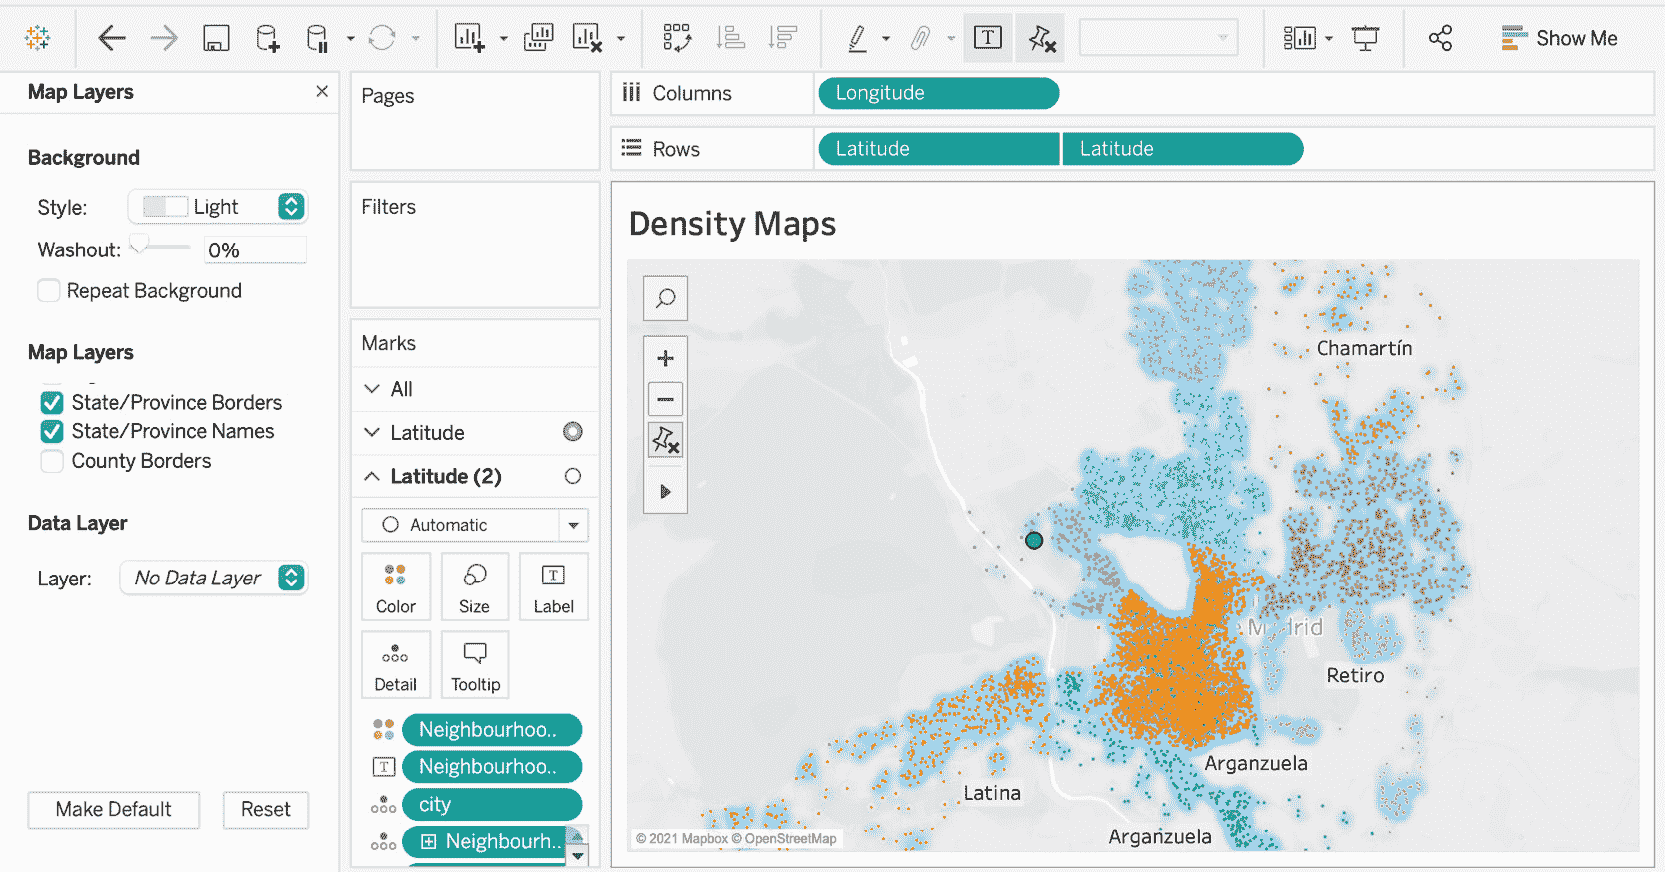 Show Me
Map Layers
Background
Style:
Light
Washout:
0%
Repeat Background
Map Layers
State/Province Borders
State/Province Names
County Borders
Data Layer
Layer:
No Data Layer
Make Default
Reset
Pages
Filters
Marks
All
Latitude
Latitude (2)
Automatic
Color
Size
T
Label
Detail
Tooltip
Neighbourhoo..
T
Neighbourhoo..
city
Neighbourh..
T
Columns
Longitude
Rows
Latitude
Latitude
Density Maps
Chamartín
Retiro
Arganzuela
Latina
Arganzuela
© 2021 Mapbox © OpenStreetMap